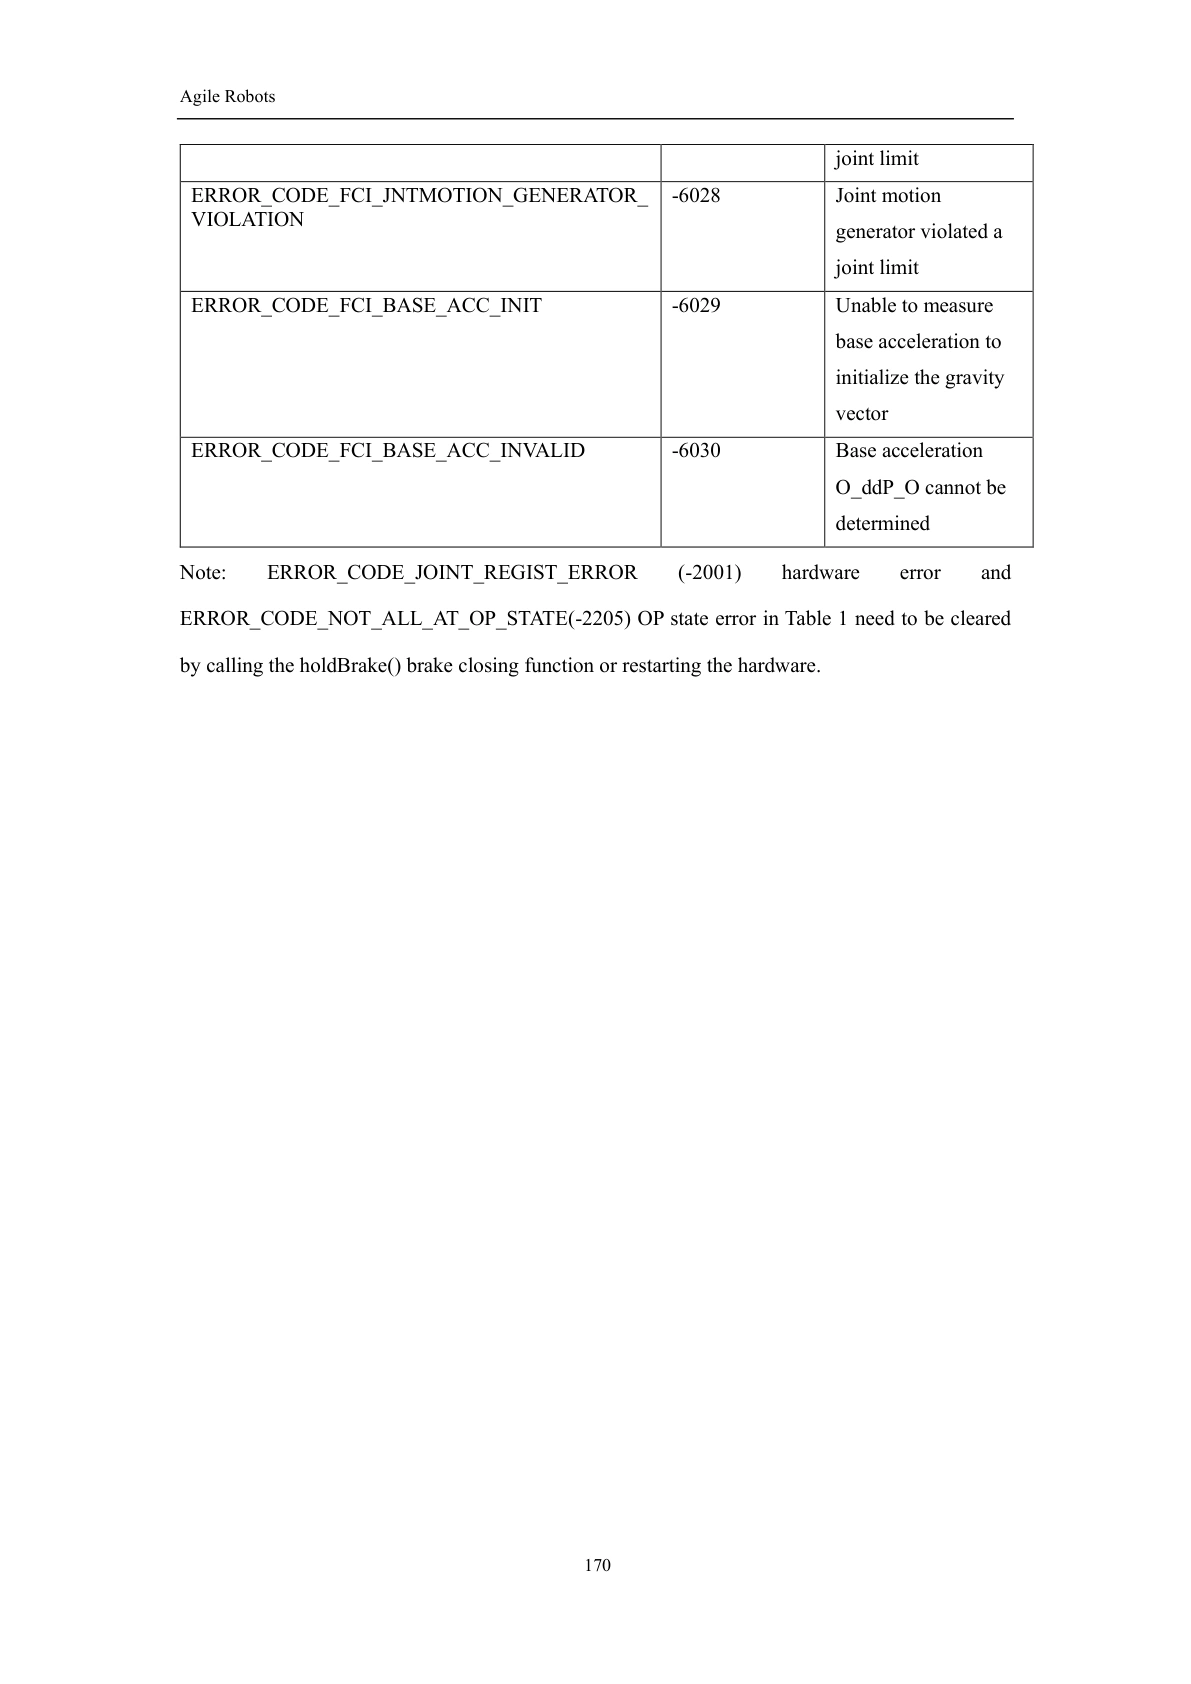 Agile Robots
joint limit
ERROR_CODE_FCI_JNTMOTION_GENERATOR_ -6028 Joint motion
VIOLATION
generator violated a
joint limit
ERROR_CODE_FCI_BASE_ACC_INIT -6029 Unable to measure
base acceleration to
initialize the gravity
vector
ERROR_CODE_FCI_BASE_ACC_INVALID -6030 Base acceleration
O_ddP_O cannot be
determined
Note: ERROR_CODE_JOINT_REGIST_ERROR (-2001) hardware error and
ERROR_CODE_NOT_ALL_AT_OP_STATE(-2205) OP state error in Table 1 need to be cleared
by calling the holdBrake() brake closing function or restarting the hardware.
170